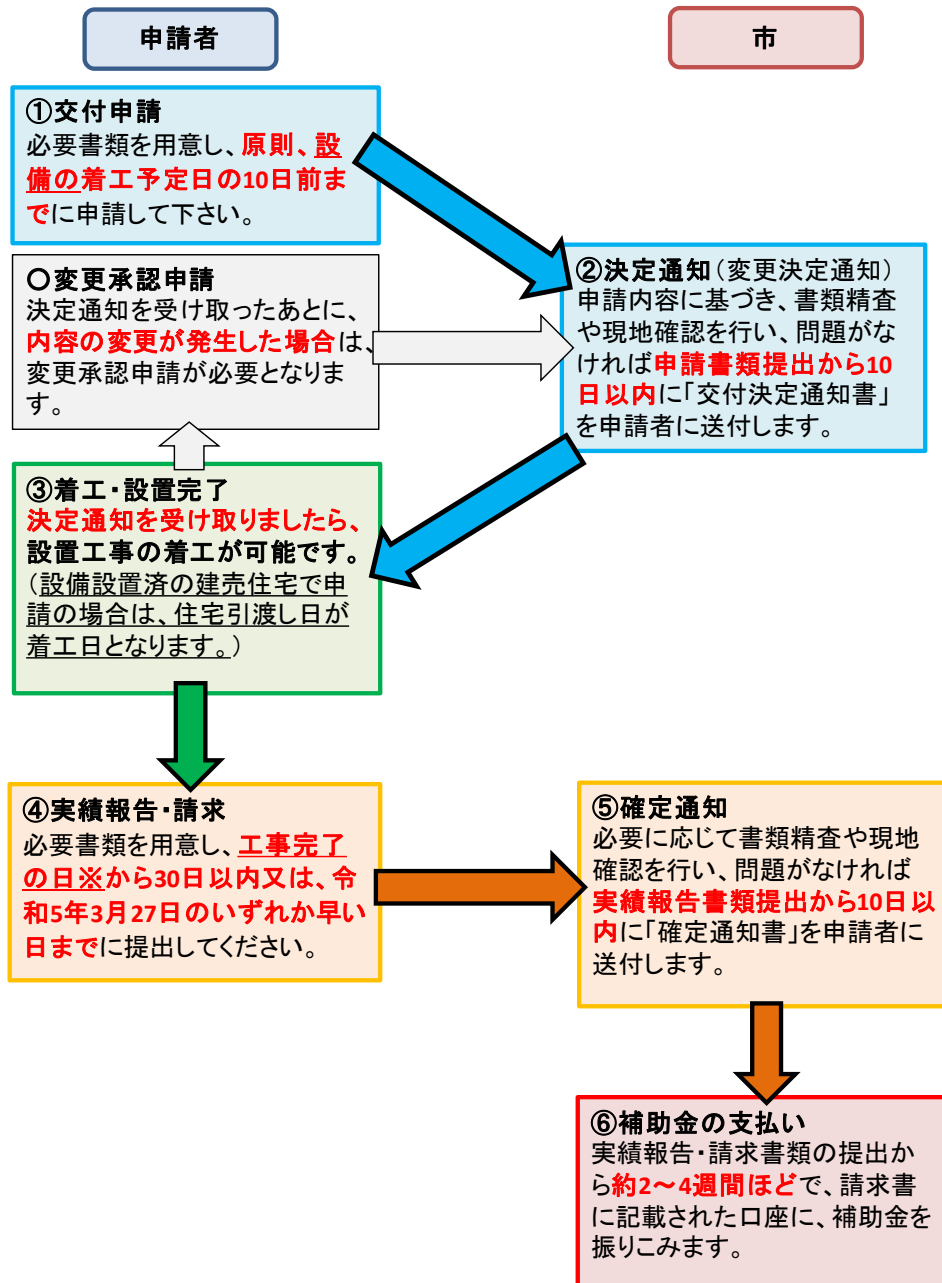 申請者
市
①交付申請
必要書類を用意し、原則、設
備の着工予定日の10日前ま
でに申請して下さい。
○変更承認申請
決定通知を受け取ったあとに、
内容の変更が発生した場合は、
変更承認申請が必要となりま
す。
②決定通知(変更決定通知)
申請内容に基づき、書類精査
や現地確認を行い、問題がな
ければ申請書類提出から10
日以内に「交付決定通知書」
を申請者に送付します。
③着工・設置完了
決定通知を受け取りましたら、
設置工事の着工が可能です。
(設備設置済の建売住宅で申
請の場合は、住宅引渡し日が
着工日となります。)
④実績報告・請求
必要書類を用意し、工事完了
の日※から30日以内又は、令
和5年3月27日のいずれか早い
日までに提出してください。
⑤確定通知
必要に応じて書類精査や現地
確認を行い、問題がなければ
実績報告書類提出から10日以
内に「確定通知書」を申請者に
送付します。
⑥補助金の支払い
実績報告・請求書類の提出か
ら約2～4週間ほどで、請求書
に記載された口座に、補助金を
振りこみます。